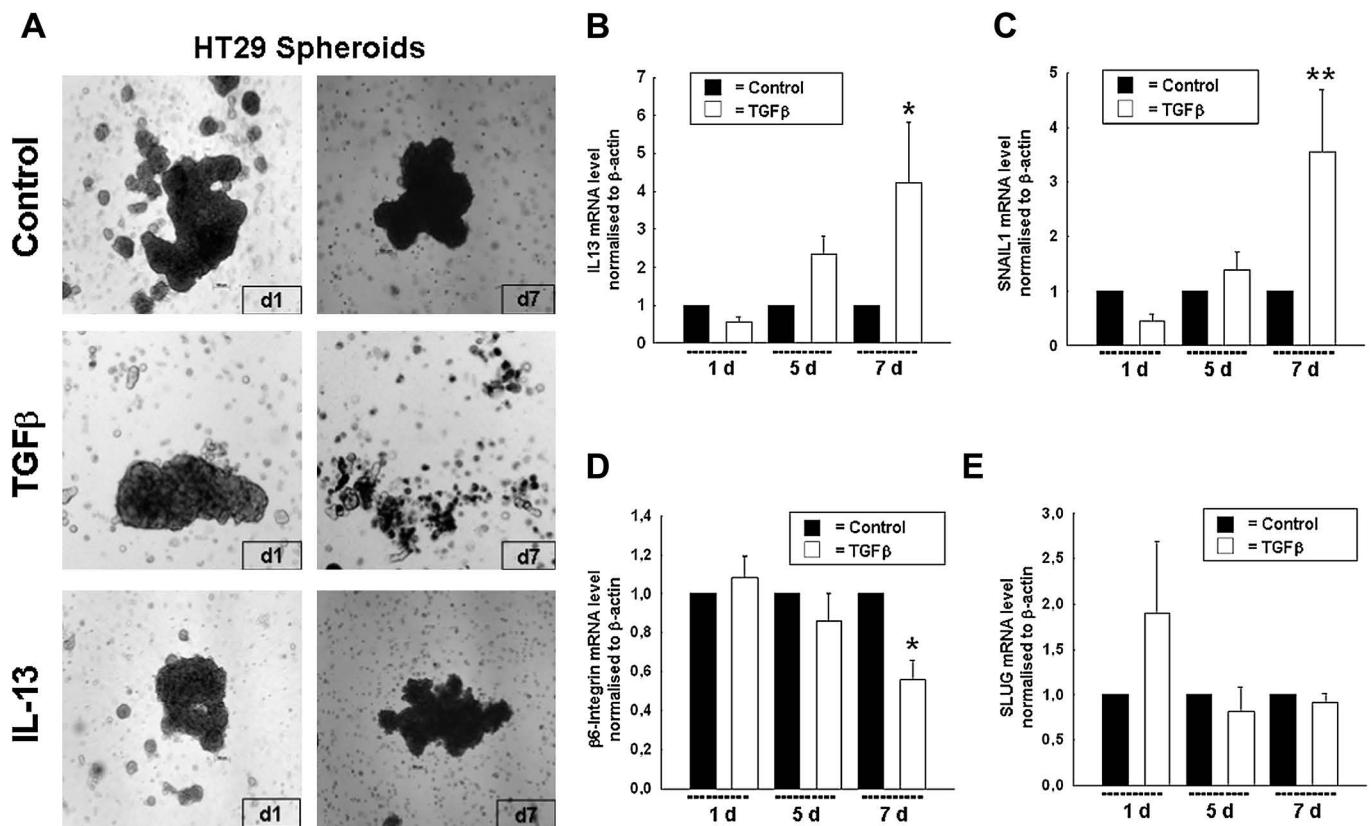 A
HT29 Spheroids
Control
d1
d7
TGFβ
d1
d7
IL-13
d1
d7
B
IL13 mRNA level
normalised to β-actin
7
6
5
4
3
2
1
0
= Control
= TGFβ
*
1 d 5 d 7 d
C
SNAIL1 mRNA level
normalised to β-actin
5
4
3
2
1
0
= Control
= TGFβ
**
1 d 5 d 7 d
D
β6-Integrin mRNA level
normalised to β-actin
1,4
1,2
1,0
0,8
0,6
0,4
0,2
0,0
= Control
= TGFβ
*
1 d 5 d 7 d
E
SLUG mRNA level
normalised to β-actin
3,0
2,5
2,0
1,5
1,0
0,5
0,0
= Control
= TGFβ
1 d 5 d 7 d